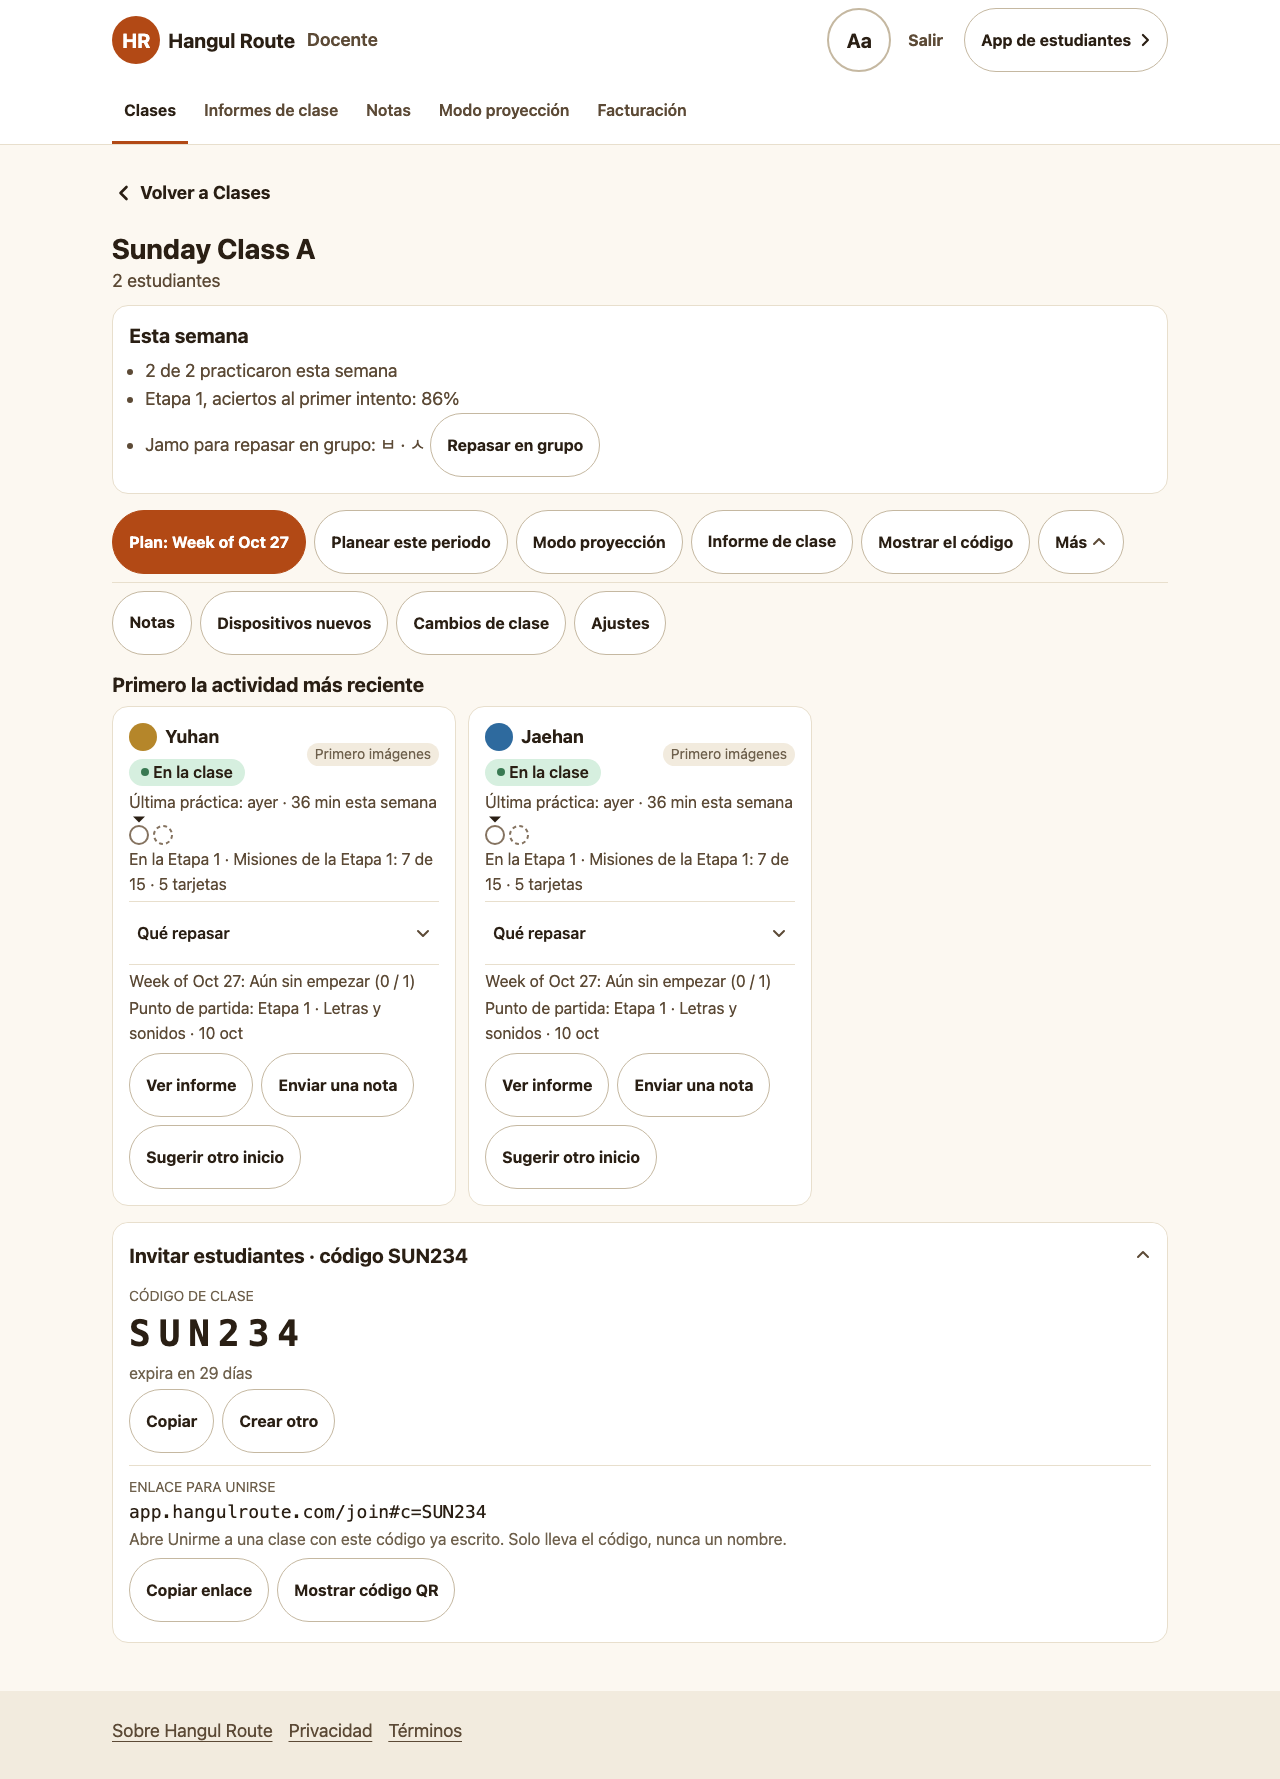 HR Hangul Route Docente
Aa Salir App de estudiantes
Clases Informes de clase Notas Modo proyección Facturación
Volver a Clases
Sunday Class A
2 estudiantes
Esta semana
• 2 de 2 practicaron esta semana
• Etapa 1, aciertos al primer intento: 86%
• Jamo para repasar en grupo: ㅂ · ㅅ Repasar en grupo
Plan: Week of Oct 27 Planear este periodo Modo proyección Informe de clase Mostrar el código Más
Notas Dispositivos nuevos Cambios de clase Ajustes
Primero la actividad más reciente
Yuhan
Primero imágenes
En la clase
Última práctica: ayer · 36 min esta semana
En la Etapa 1 · Misiones de la Etapa 1: 7 de
15 · 5 tarjetas
Qué repasar
Week of Oct 27: Aún sin empezar (0 / 1)
Punto de partida: Etapa 1 · Letras y
sonidos · 10 oct
Ver informe Enviar una nota
Sugerir otro inicio
Jaehan
Primero imágenes
En la clase
Última práctica: ayer · 36 min esta semana
En la Etapa 1 · Misiones de la Etapa 1: 7 de
15 · 5 tarjetas
Qué repasar
Week of Oct 27: Aún sin empezar (0 / 1)
Punto de partida: Etapa 1 · Letras y
sonidos · 10 oct
Ver informe Enviar una nota
Sugerir otro inicio
Invitar estudiantes · código SUN234
CÓDIGO DE CLASE
SUN234
expira en 29 días
Copiar Crear otro
ENLACE PARA UNIRSE
app.hangulroute.com/join#c=SUN234
Abre Unirme a una clase con este código ya escrito. Solo lleva el código, nunca un nombre.
Copiar enlace Mostrar código QR
Sobre Hangul Route Privacidad Términos